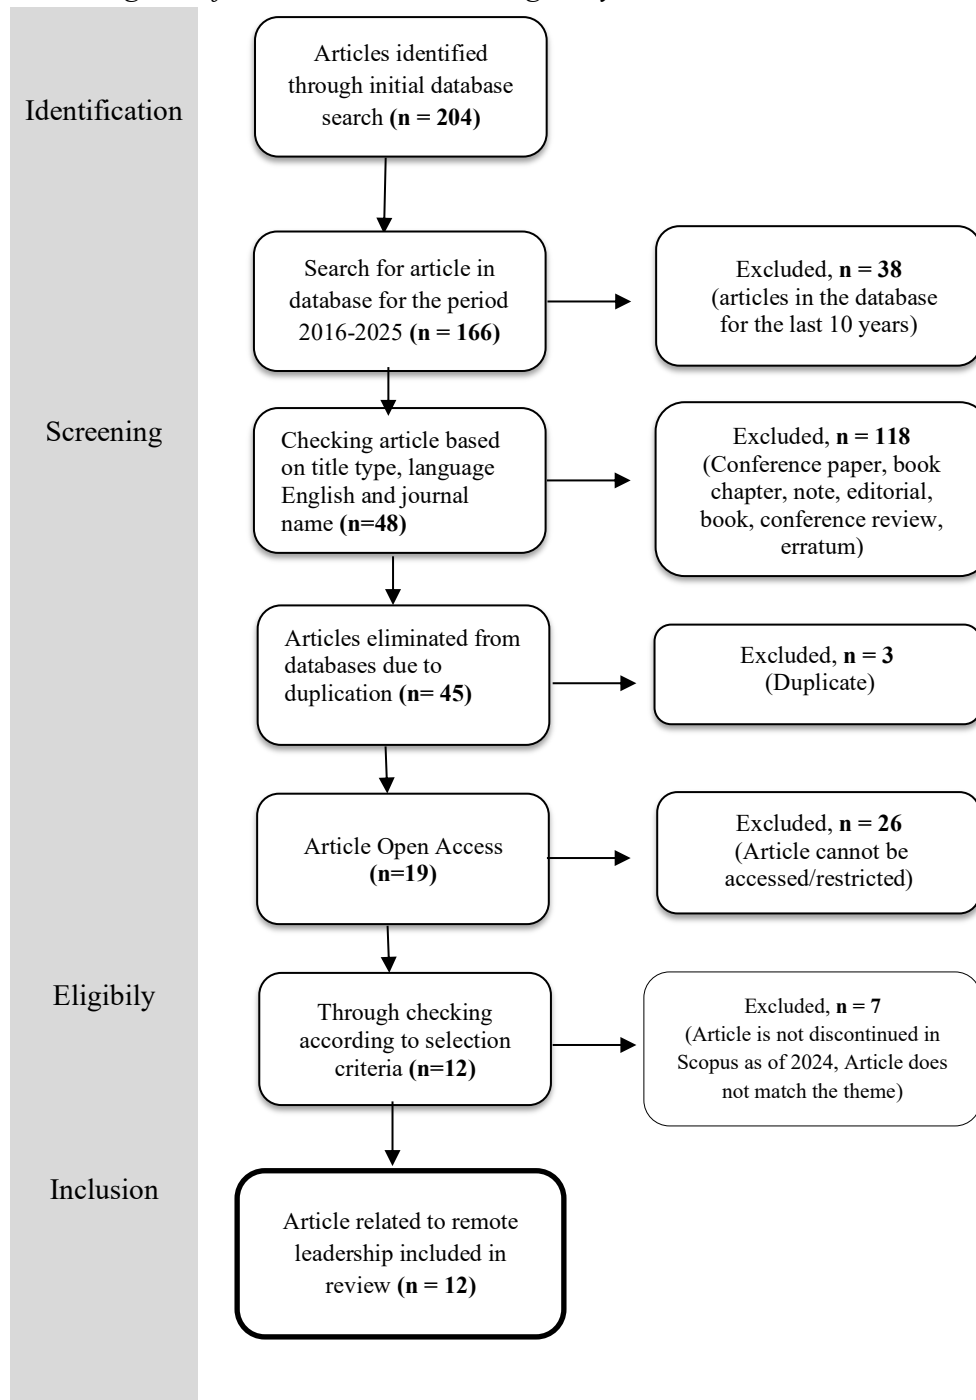 Identification
Articles identified
through initial database
search (n = 204)
Search for article in
database for the period
2016-2025 (n = 166)
Excluded, n = 38
(articles in the database
for the last 10 years)
Screening
Checking article based
on title type, language
English and journal
name (n=48)
Excluded, n = 118
(Conference paper, book
chapter, note, editorial,
book, conference review,
erratum)
Articles eliminated from
databases due to
duplication (n= 45)
Excluded, n = 3
(Duplicate)
Article Open Access
(n=19)
Excluded, n = 26
(Article cannot be
accessed/restricted)
Eligibily
Through checking
according to selection
criteria (n=12)
Excluded, n = 7
(Article is not discontinued in
Scopus as of 2024, Article does
not match the theme)
Inclusion
Article related to remote
leadership included in
review (n = 12)